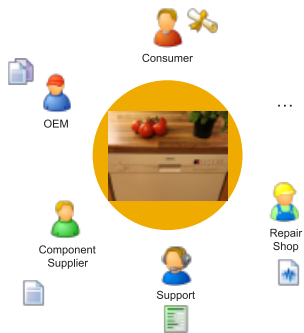 Consumer
OEM
...
Component
Supplier
Repair
Shop
Support